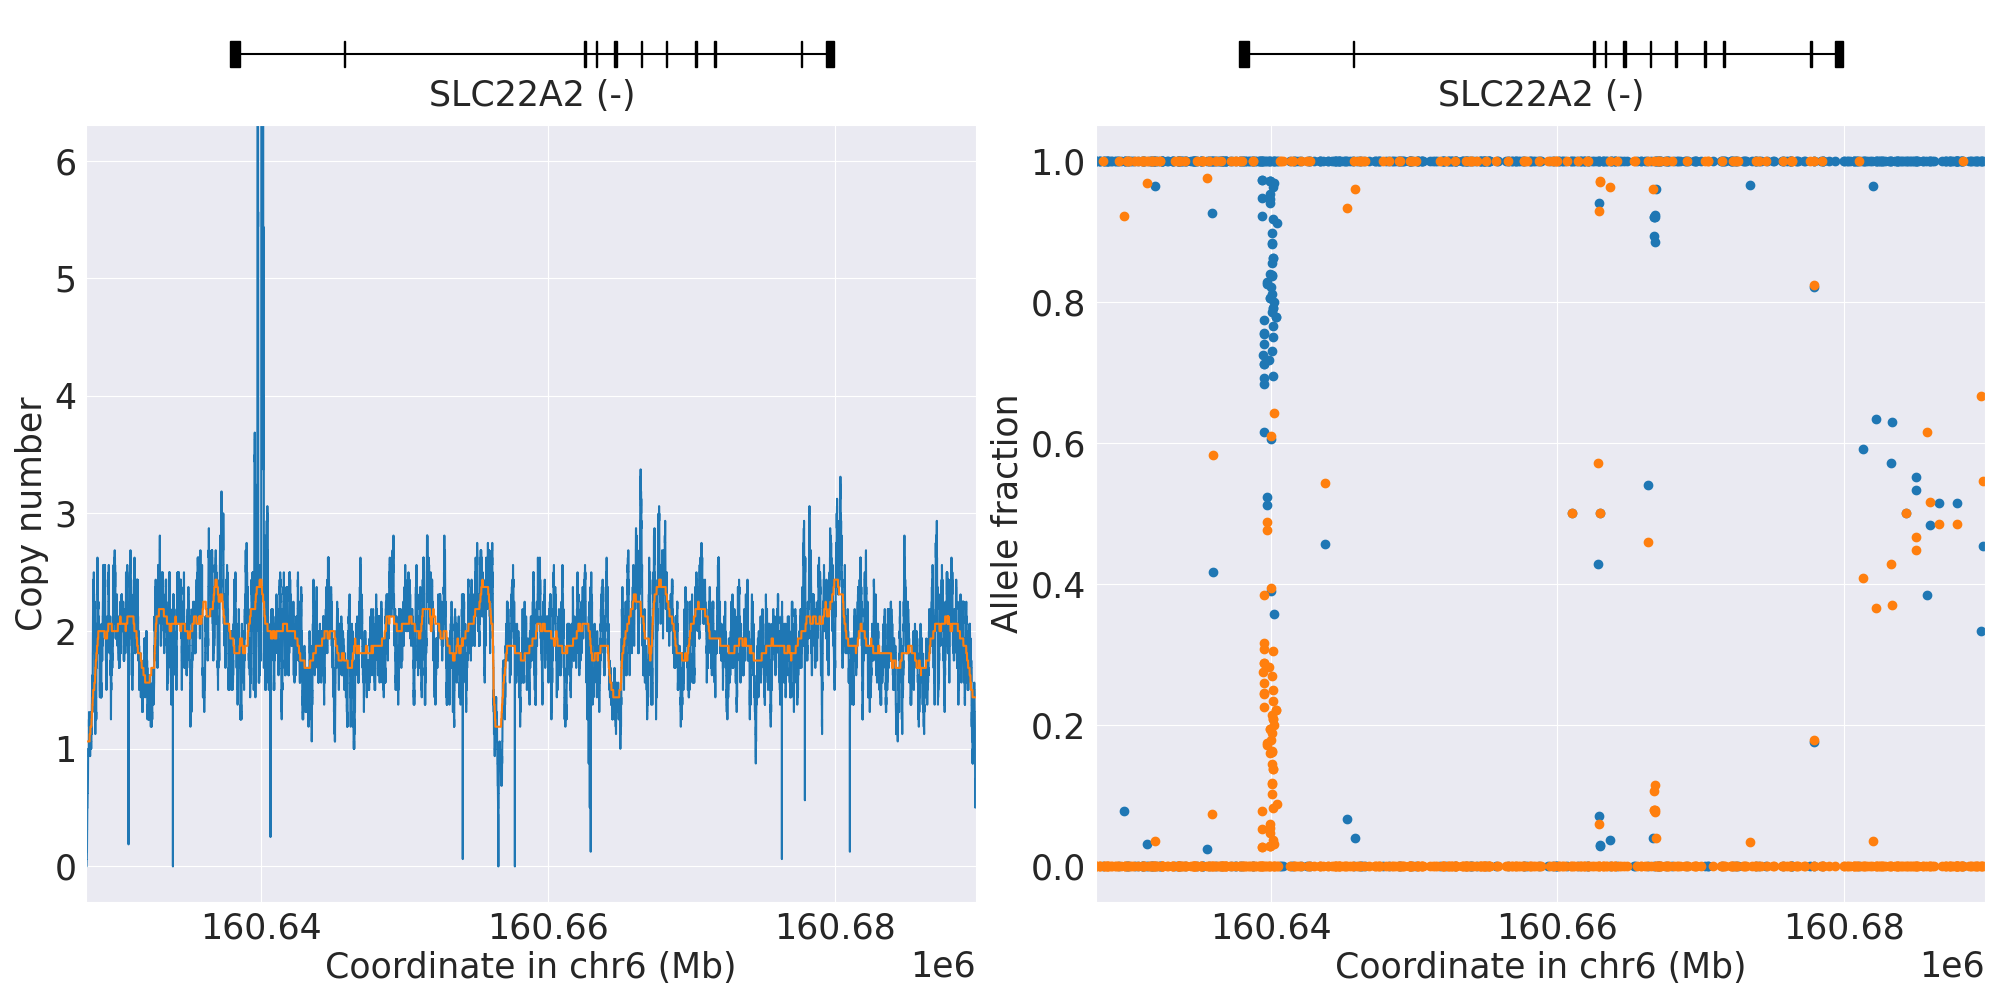 SLC22A2 (-)
6
5
4
3
2
1
0
Copy number
160.64 160.66 160.68
Coordinate in chr6 (Mb) 1e6
SLC22A2 (-)
1.0
0.8
0.6
0.4
0.2
0.0
Allele fraction
160.64 160.66 160.68
Coordinate in chr6 (Mb) 1e6